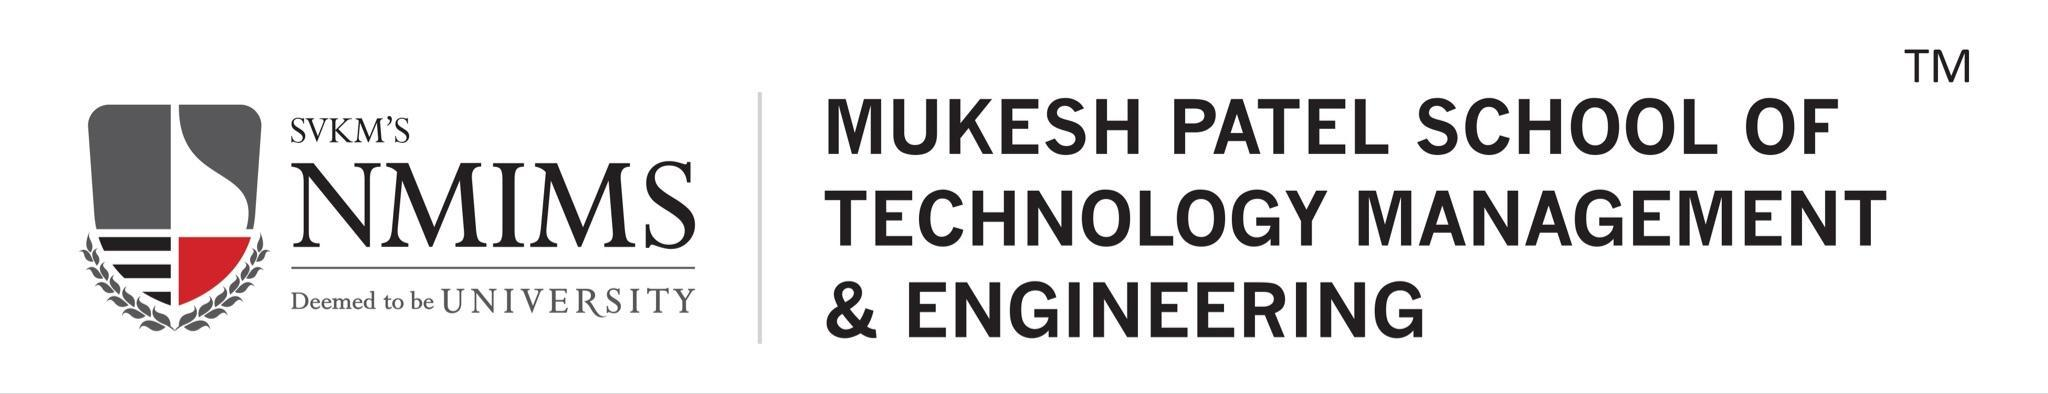 SVKM'S
NMIMS
Deemed to be UNIVERSITY
MUKESH PATEL SCHOOL OF
TECHNOLOGY MANAGEMENT
& ENGINEERING
TM